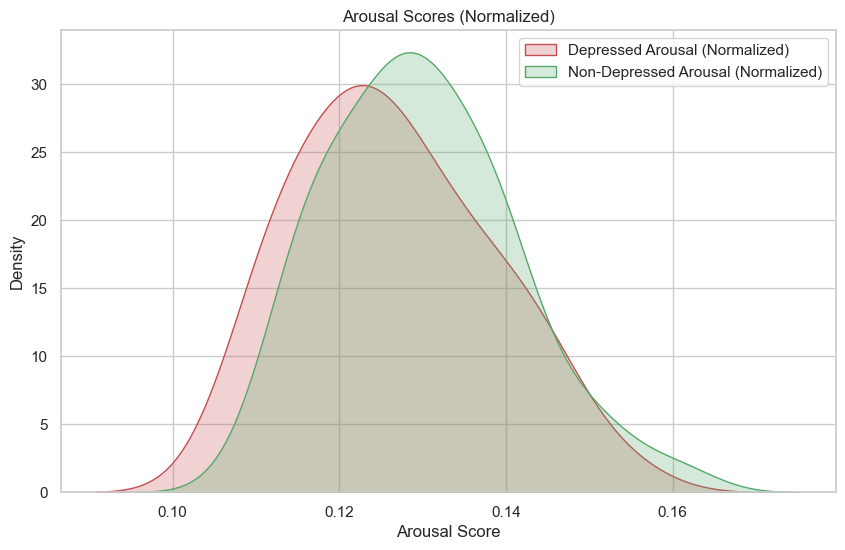 Arousal Scores (Normalized)
Depressed Arousal (Normalized)
Non-Depressed Arousal (Normalized)
30
25
20
15
10
5
0
Density
0.10 0.12 0.14 0.16
Arousal Score